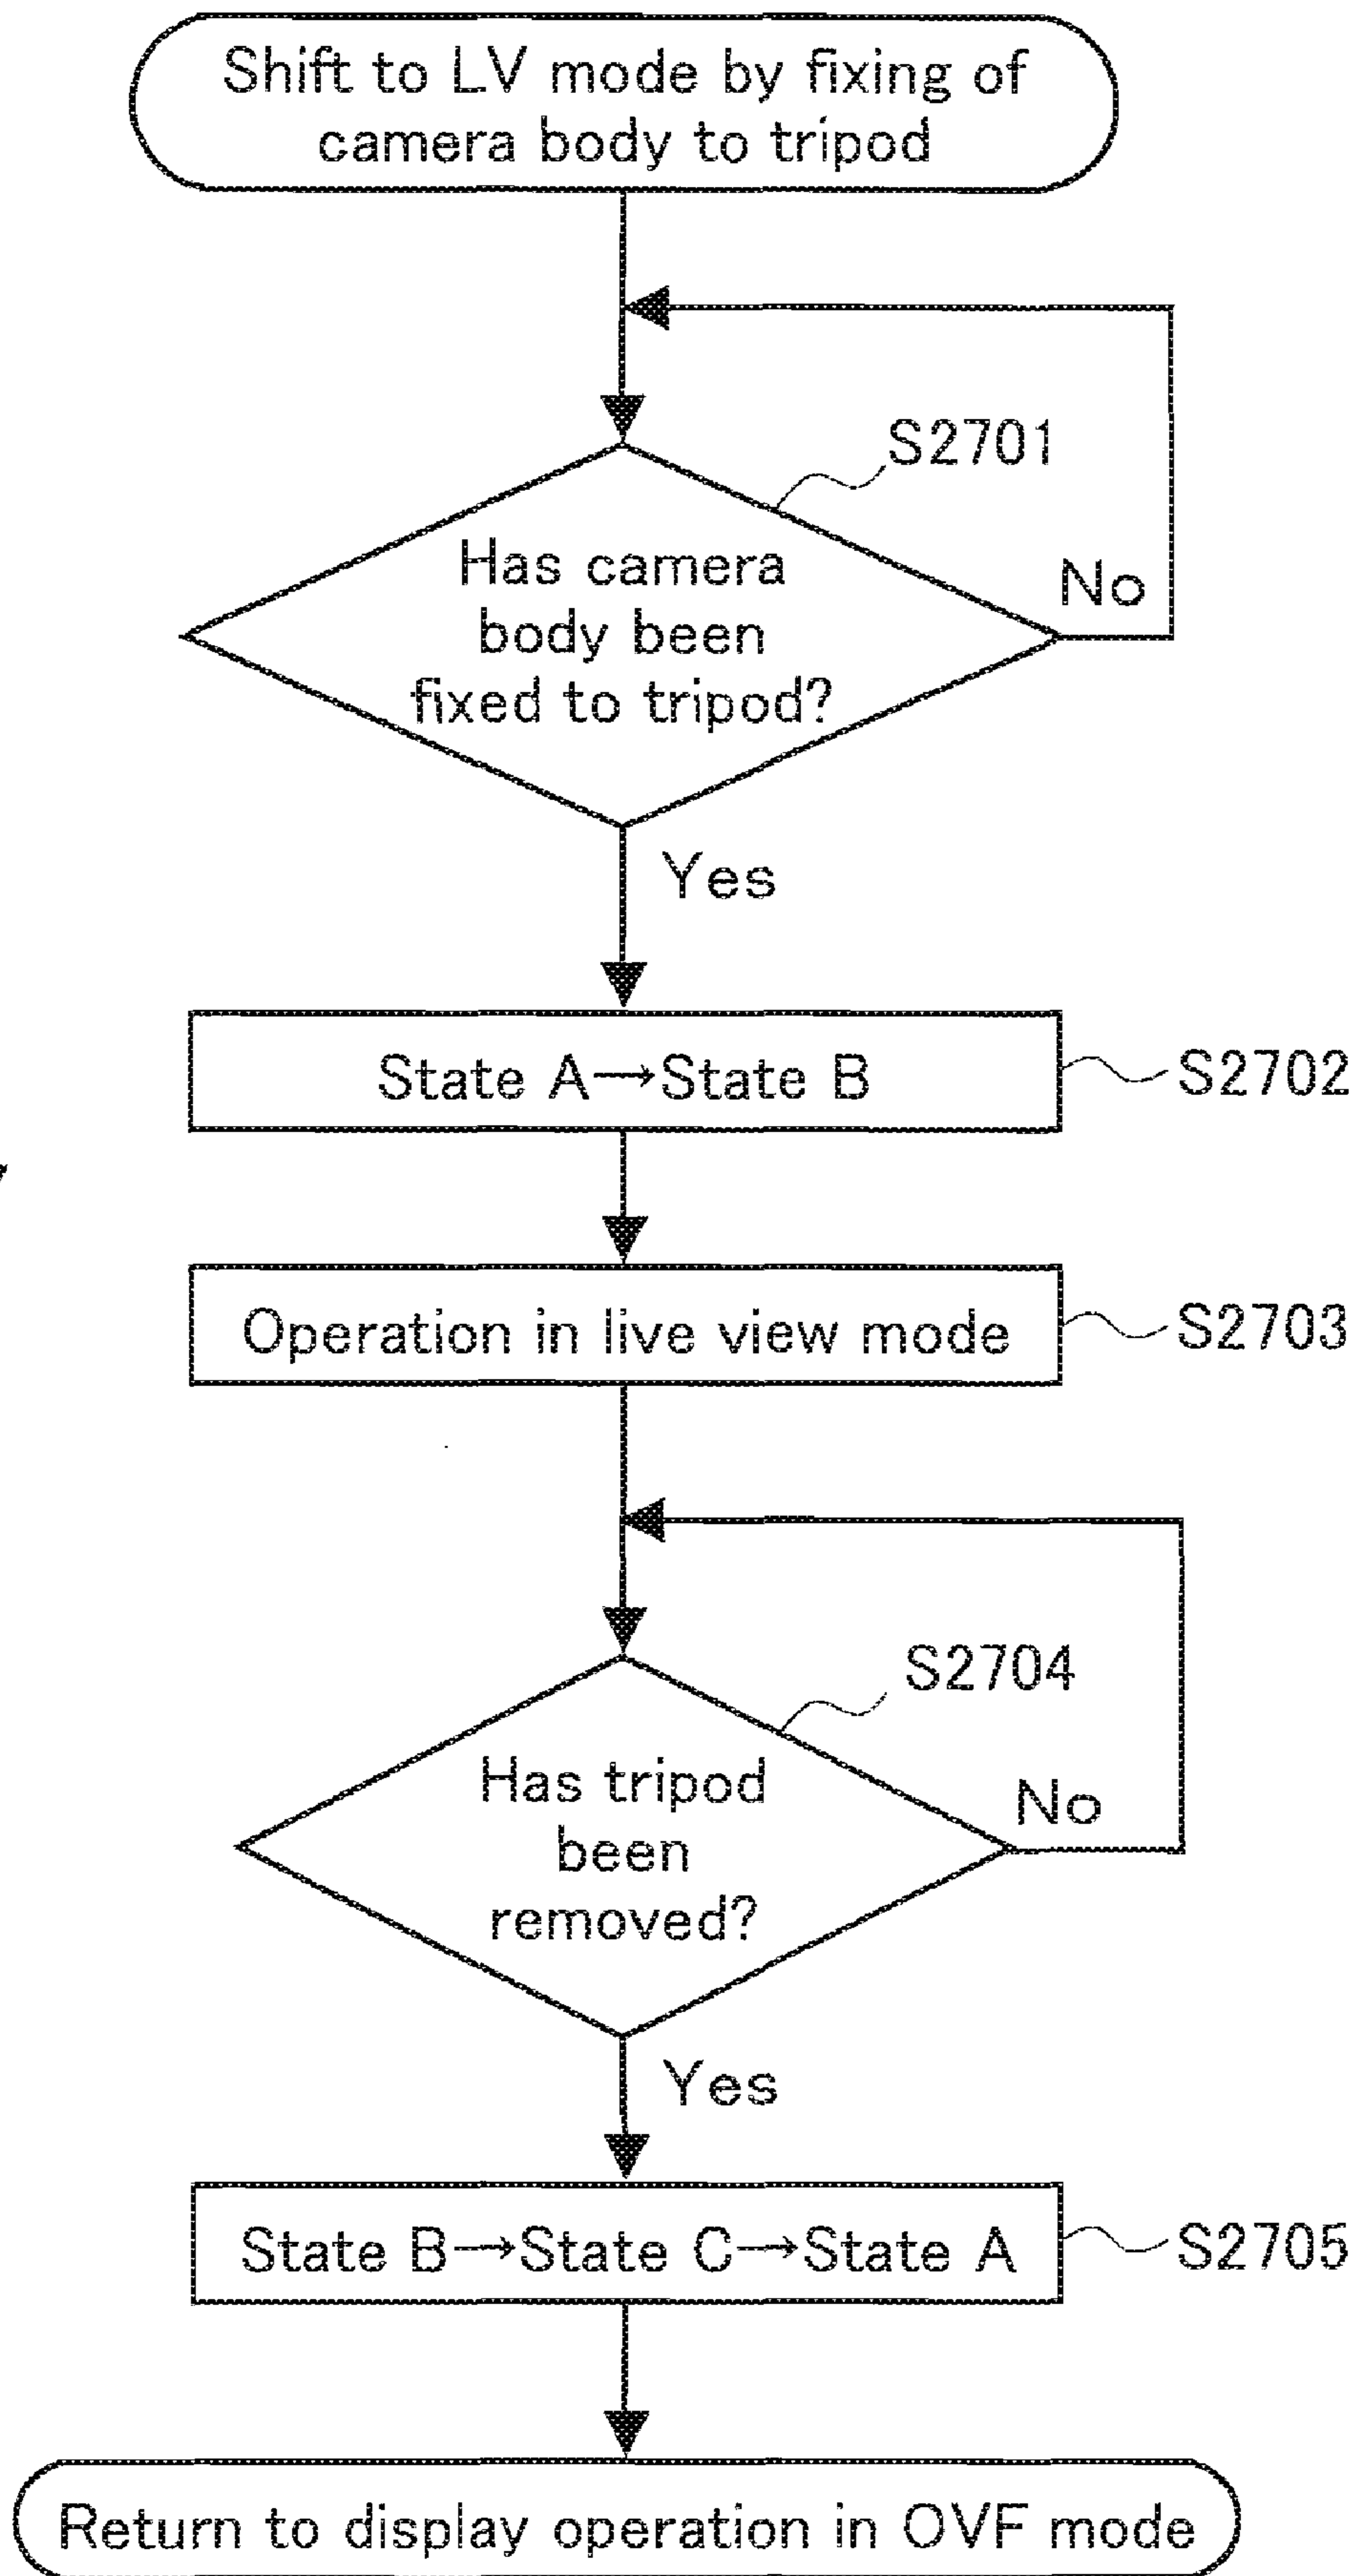 Shift to LV mode by fixing of
camera body to tripod
S2701
Has camera
body been
fixed to tripod?
No
Yes
State A→State B
S2702
Operation in live view mode
S2703
S2704
Has tripod
been
removed?
No
Yes
State B→State C→State A
S2705
Return to display operation in OVF mode